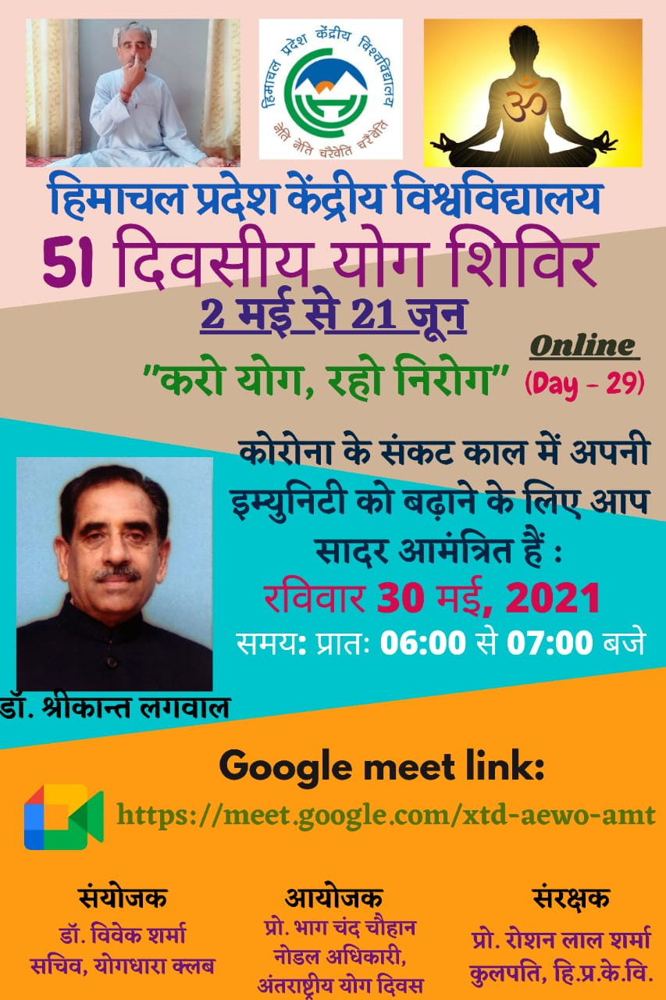 हिमाचल प्रदेश केंद्रीय विश्वविद्यालय
नेति नेति चरैवेति चरैवेति
ॐ
हिमाचल प्रदेश केंद्रीय विश्वविद्यालय
51 दिवसीय योग शिविर
2 मई से 21 जून
"करो योग, रहो निरोग"
Online
(Day - 29)
कोरोना के संकट काल में अपनी
इम्युनिटी को बढ़ाने के लिए आप
सादर आमंत्रित हैं :
रविवार 30 मई, 2021
समय: प्रातः 06:00 से 07:00 बजे
डॉ. श्रीकान्त लगवाल
Google meet link:
https://meet.google.com/xtd-aewo-amt
संयोजक
डॉ. विवेक शर्मा
सचिव, योगधारा क्लब
आयोजक
प्रो. भाग चंद चौहान
नोडल अधिकारी,
अंतराष्ट्रीय योग दिवस
संरक्षक
प्रो. रोशन लाल शर्मा
कुलपति, हि.प्र.के.वि.